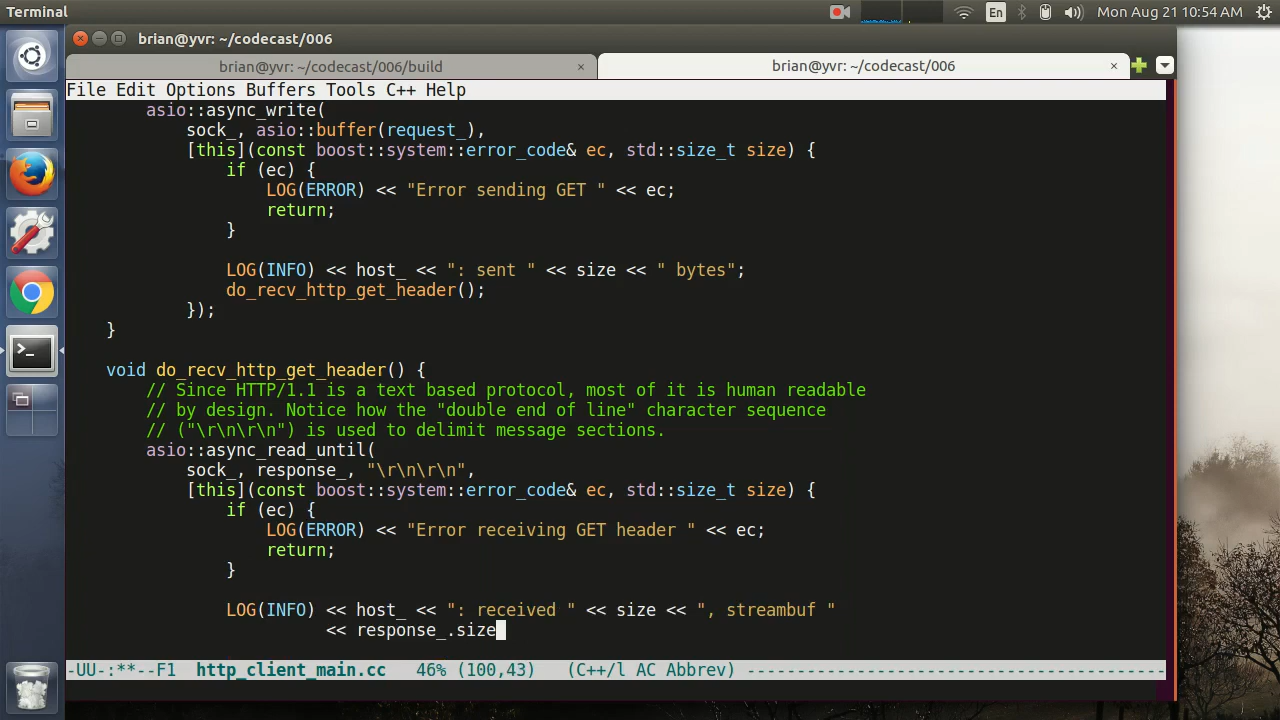 Terminal
En
Mon Aug 21 10:54 AM
brian@yvr: ~/codecast/006
brian@yvr: ~/codecast/006/build × brian@yvr: ~/codecast/006 ×
File Edit Options Buffers Tools C++ Help
asio::async_write(
sock_, asio::buffer(request_),
[this](const boost::system::error_code& ec, std::size_t size) {
if (ec) {
LOG(ERROR) << "Error sending GET " << ec;
return;
}
LOG(INFO) << host_ << ": sent " << size << " bytes";
do_recv_http_get_header();
});
}
void do_recv_http_get_header() {
// Since HTTP/1.1 is a text based protocol, most of it is human readable
// by design. Notice how the "double end of line" character sequence
// ("\r\n\r\n") is used to delimit message sections.
asio::async_read_until(
sock_, response_, "\r\n\r\n",
[this](const boost::system::error_code& ec, std::size_t size) {
if (ec) {
LOG(ERROR) << "Error receiving GET header " << ec;
return;
}
LOG(INFO) << host_ << ": received " << size << ", streambuf "
<< response_.size
-UU-:**--F1 http_client_main.cc 46% (100,43) (C++/l AC Abbrev) ------------------------------------------